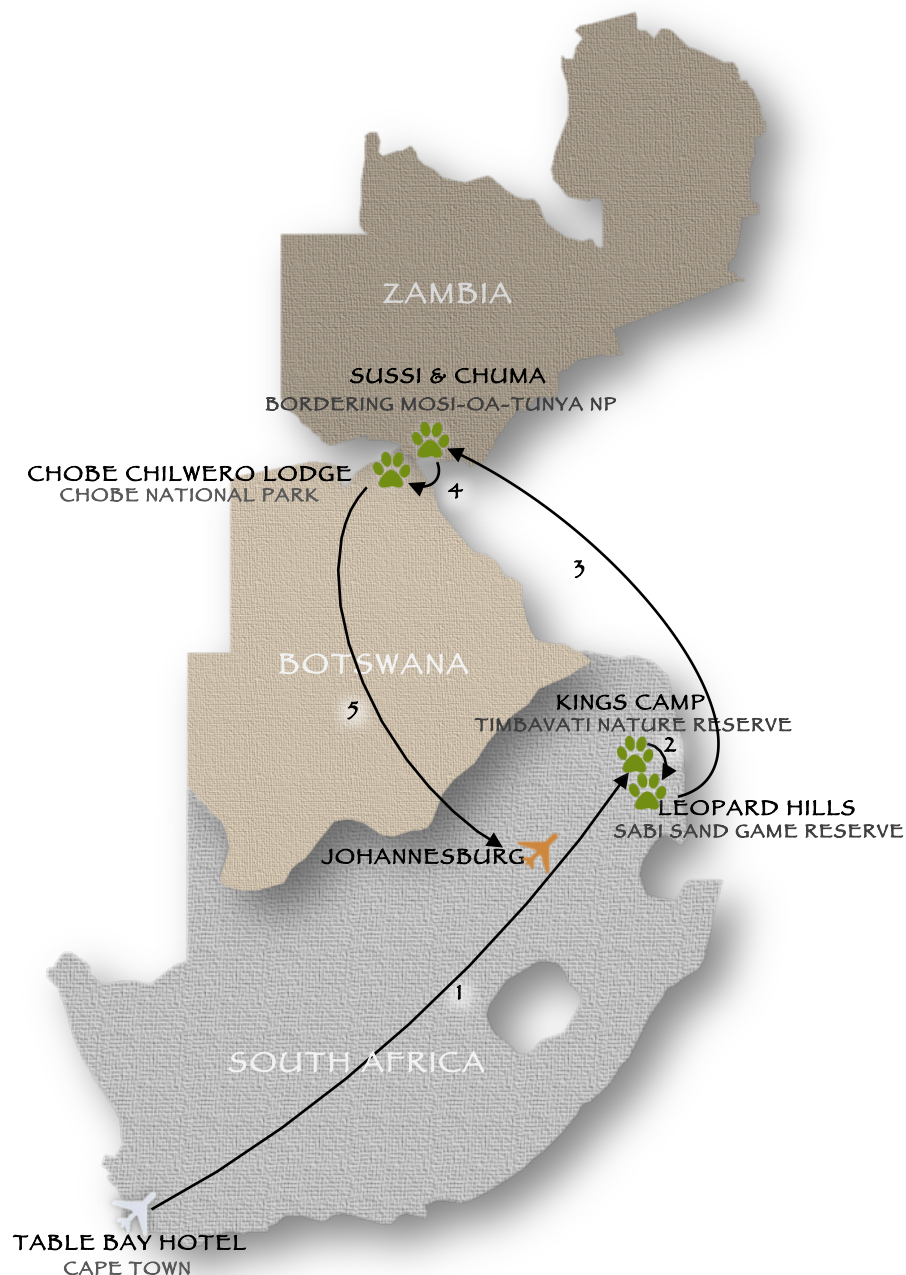 ZAMBIA
SUSSI & CHUMA
BORDERING MOSI-OA-TUNYA NP
CHOBE CHILWERO LODGE
CHOBE NATIONAL PARK
4
3
BOTSWANA
5
KINGS CAMP
TIMBAVATI NATURE RESERVE
2
LEOPARD HILLS
SABI SAND GAME RESERVE
JOHANNESBURG
1
SOUTH AFRICA
TABLE BAY HOTEL
CAPE TOWN